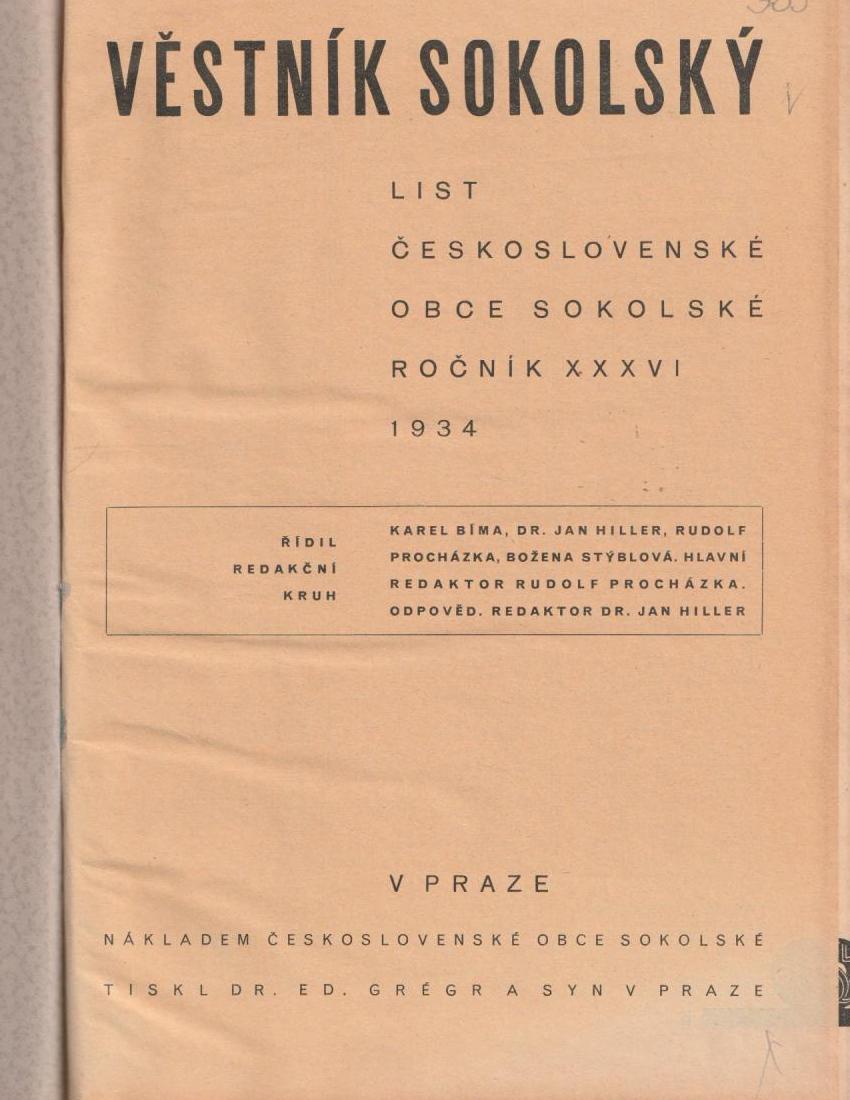 VĚSTNÍK SOKOLSKÝ
LIST
ČESKOSLOVENSKÉ
OBCE SOKOLSKÉ
ROČNÍK XXXVI
1934
ŘÍDIL
REDAKČNÍ
KRUH
KAREL BÍMA, DR. JAN HILLER, RUDOLF
PROCHÁZKA, BOŽENA STÝBLOVÁ. HLAVNÍ
REDAKTOR RUDOLF PROCHÁZKA.
ODPOVĚD. REDAKTOR DR. JAN HILLER
V PRAZE
NÁKLADEM ČESKOSLOVENSKÉ OBCE SOKOLSKÉ
TISKL DR. ED. GRÉGR A SYN V PRAZE